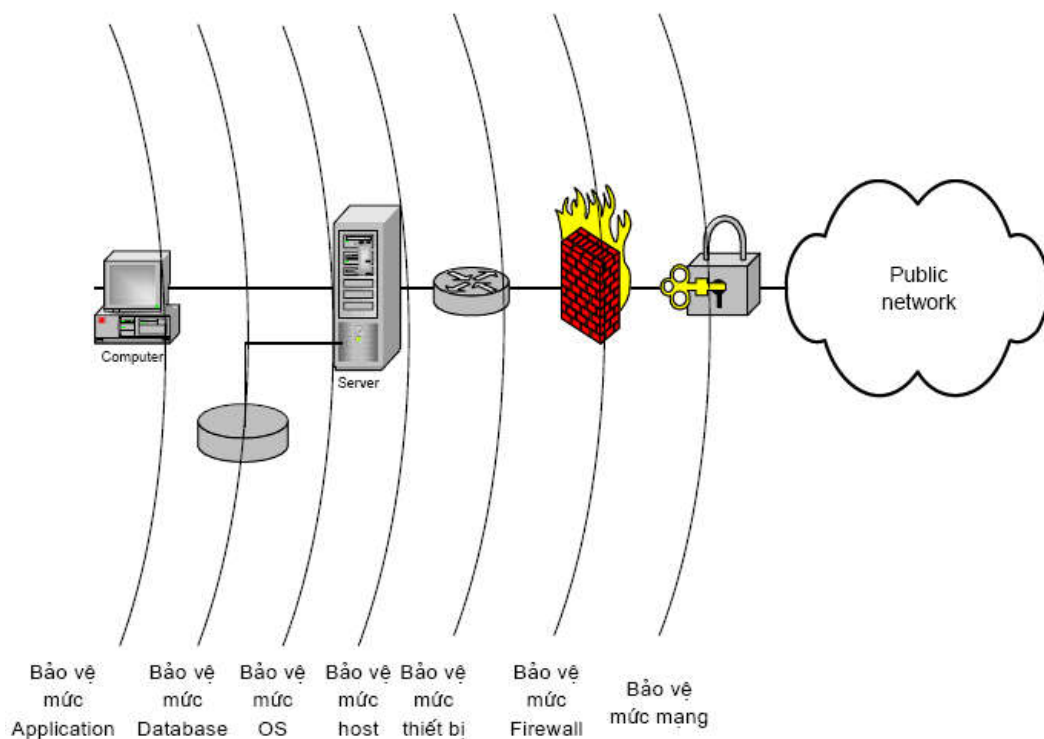 Public
network
Computer
Server
Bảo vệ
mức
Application
Bảo vệ
mức
Database
Bảo vệ
mức
OS
Bảo vệ
mức
host
Bảo vệ
mức
thiết bị
Bảo vệ
mức
Firewall
Bảo vệ
mức mạng